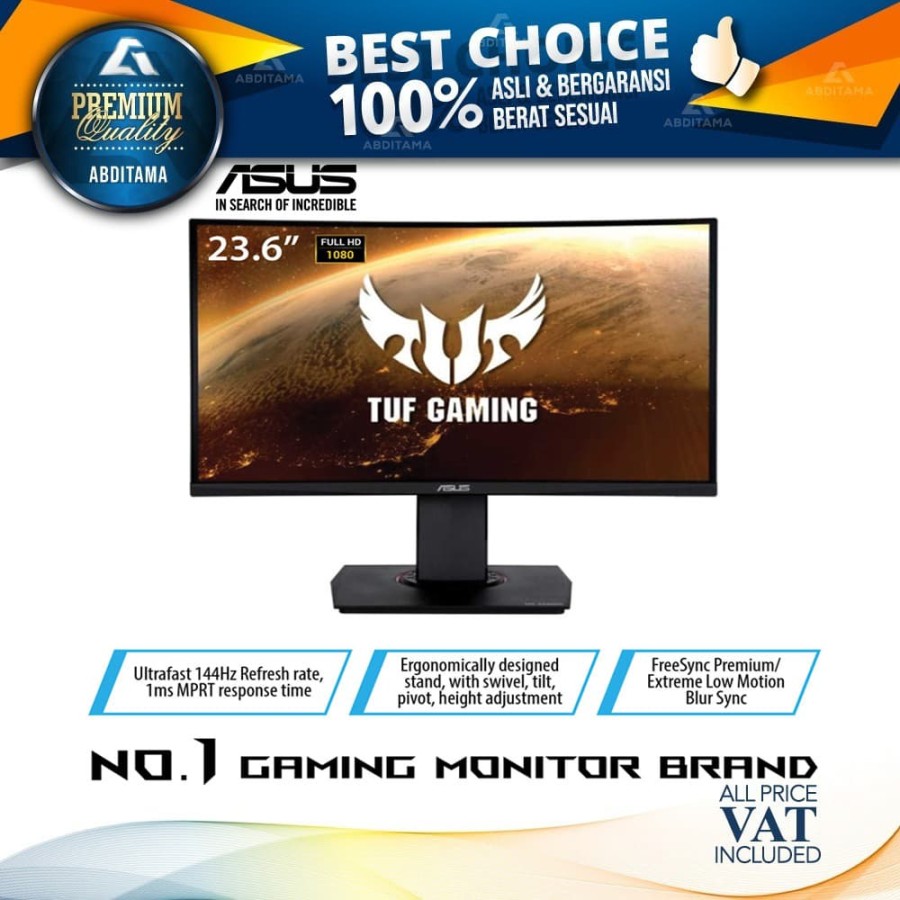 PREMIUM
Quality
ABDITAMA
BEST CHOICE
100% ASLI & BERGARANSI
BERAT SESUAI
ABDITAMA
ABDITAMA
ABDITAMA
ABDITAMA
ABDITAMA
ASUS
IN SEARCH OF INCREDIBLE
23.6”
FULL HD
1080
TUF
TUF GAMING
ASUS
Ultrafast 144Hz Refresh rate,
1ms MPRT response time
Ergonomically designed
stand, with swivel, tilt,
pivot, height adjustment
FreeSync Premium/
Extreme Low Motion
Blur Sync
NO.1 GAMING MONITOR BRAND
ALL PRICE
VAT
INCLUDED